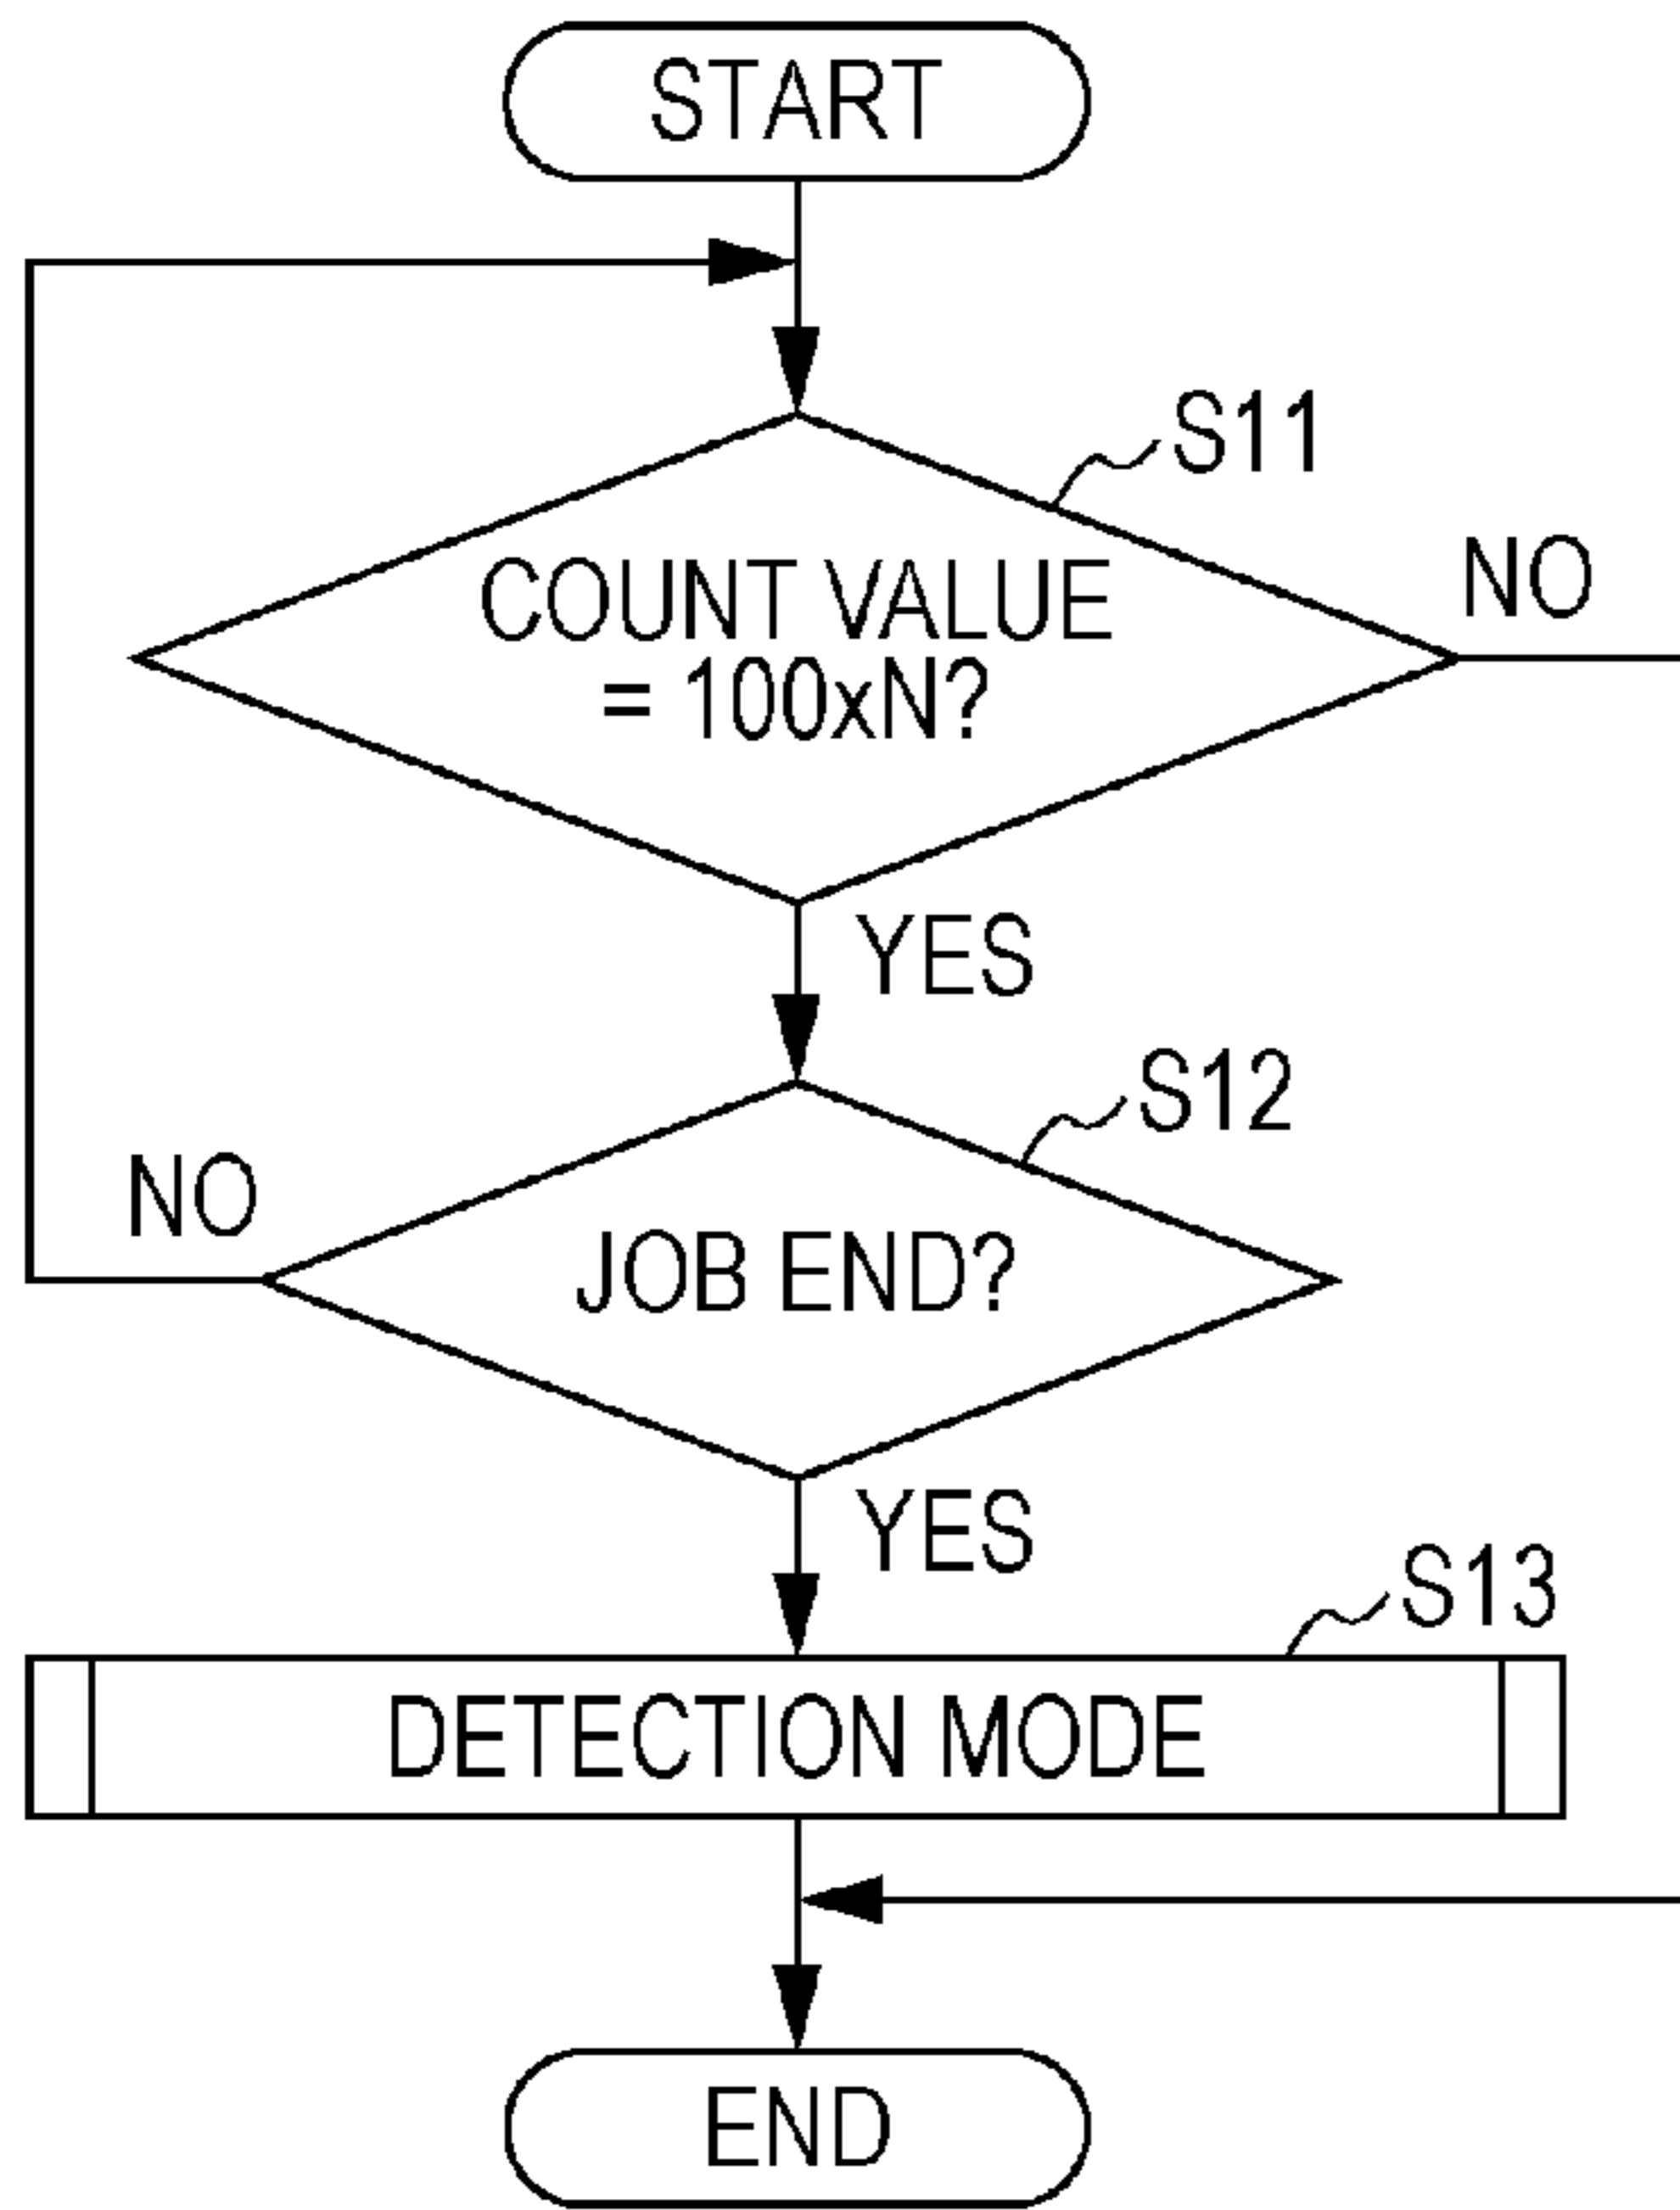 START
S11
COUNT VALUE
= 100xN?
NO
YES
S12
NO
JOB END?
YES
S13
DETECTION MODE
END